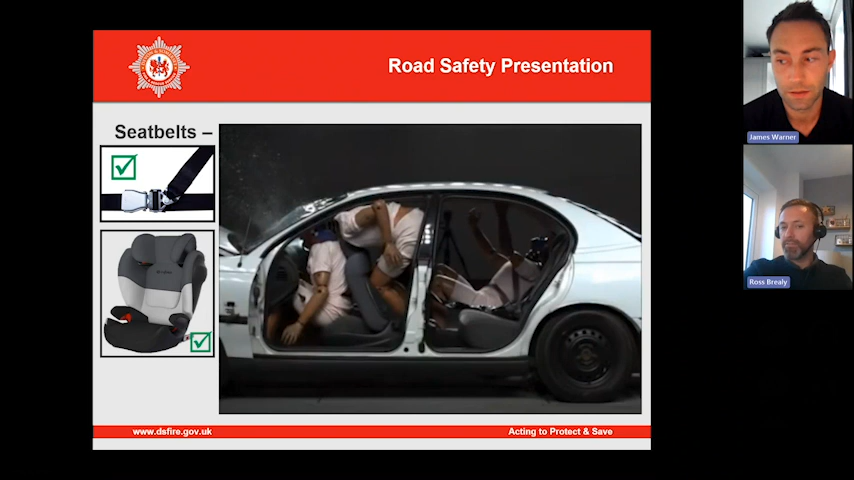 Road Safety Presentation
Seatbelts –
www.dsfire.gov.uk
Acting to Protect & Save
James Warner
Ross Brealy